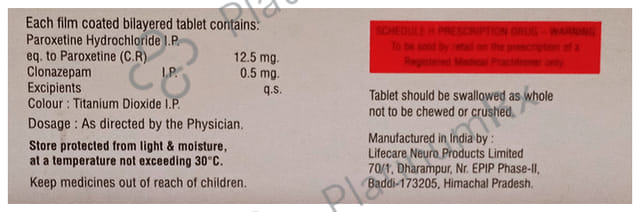 Each film coated bilayered tablet contains:
Paroxetine Hydrochloride I.P.
eq. to Paroxetine (C.R) 12.5 mg.
Clonazepam I.P. 0.5 mg.
Excipients q.s.
Colour : Titanium Dioxide I.P.
Dosage : As directed by the Physician.
Store protected from light & moisture,
at a temperature not exceeding 30°C.
Keep medicines out of reach of children.
SCHEDULE H PRESCRIPTION DRUG – WARNING
To be sold by retail on the prescription of a
Registered Medical Practitioner only.
Tablet should be swallowed as whole
not to be chewed or crushed.
Manufactured in India by :
Lifecare Neuro Products Limited
70/1, Dharampur, Nr. EPIP Phase-II,
Baddi-173205, Himachal Pradesh.
PlatinumRx